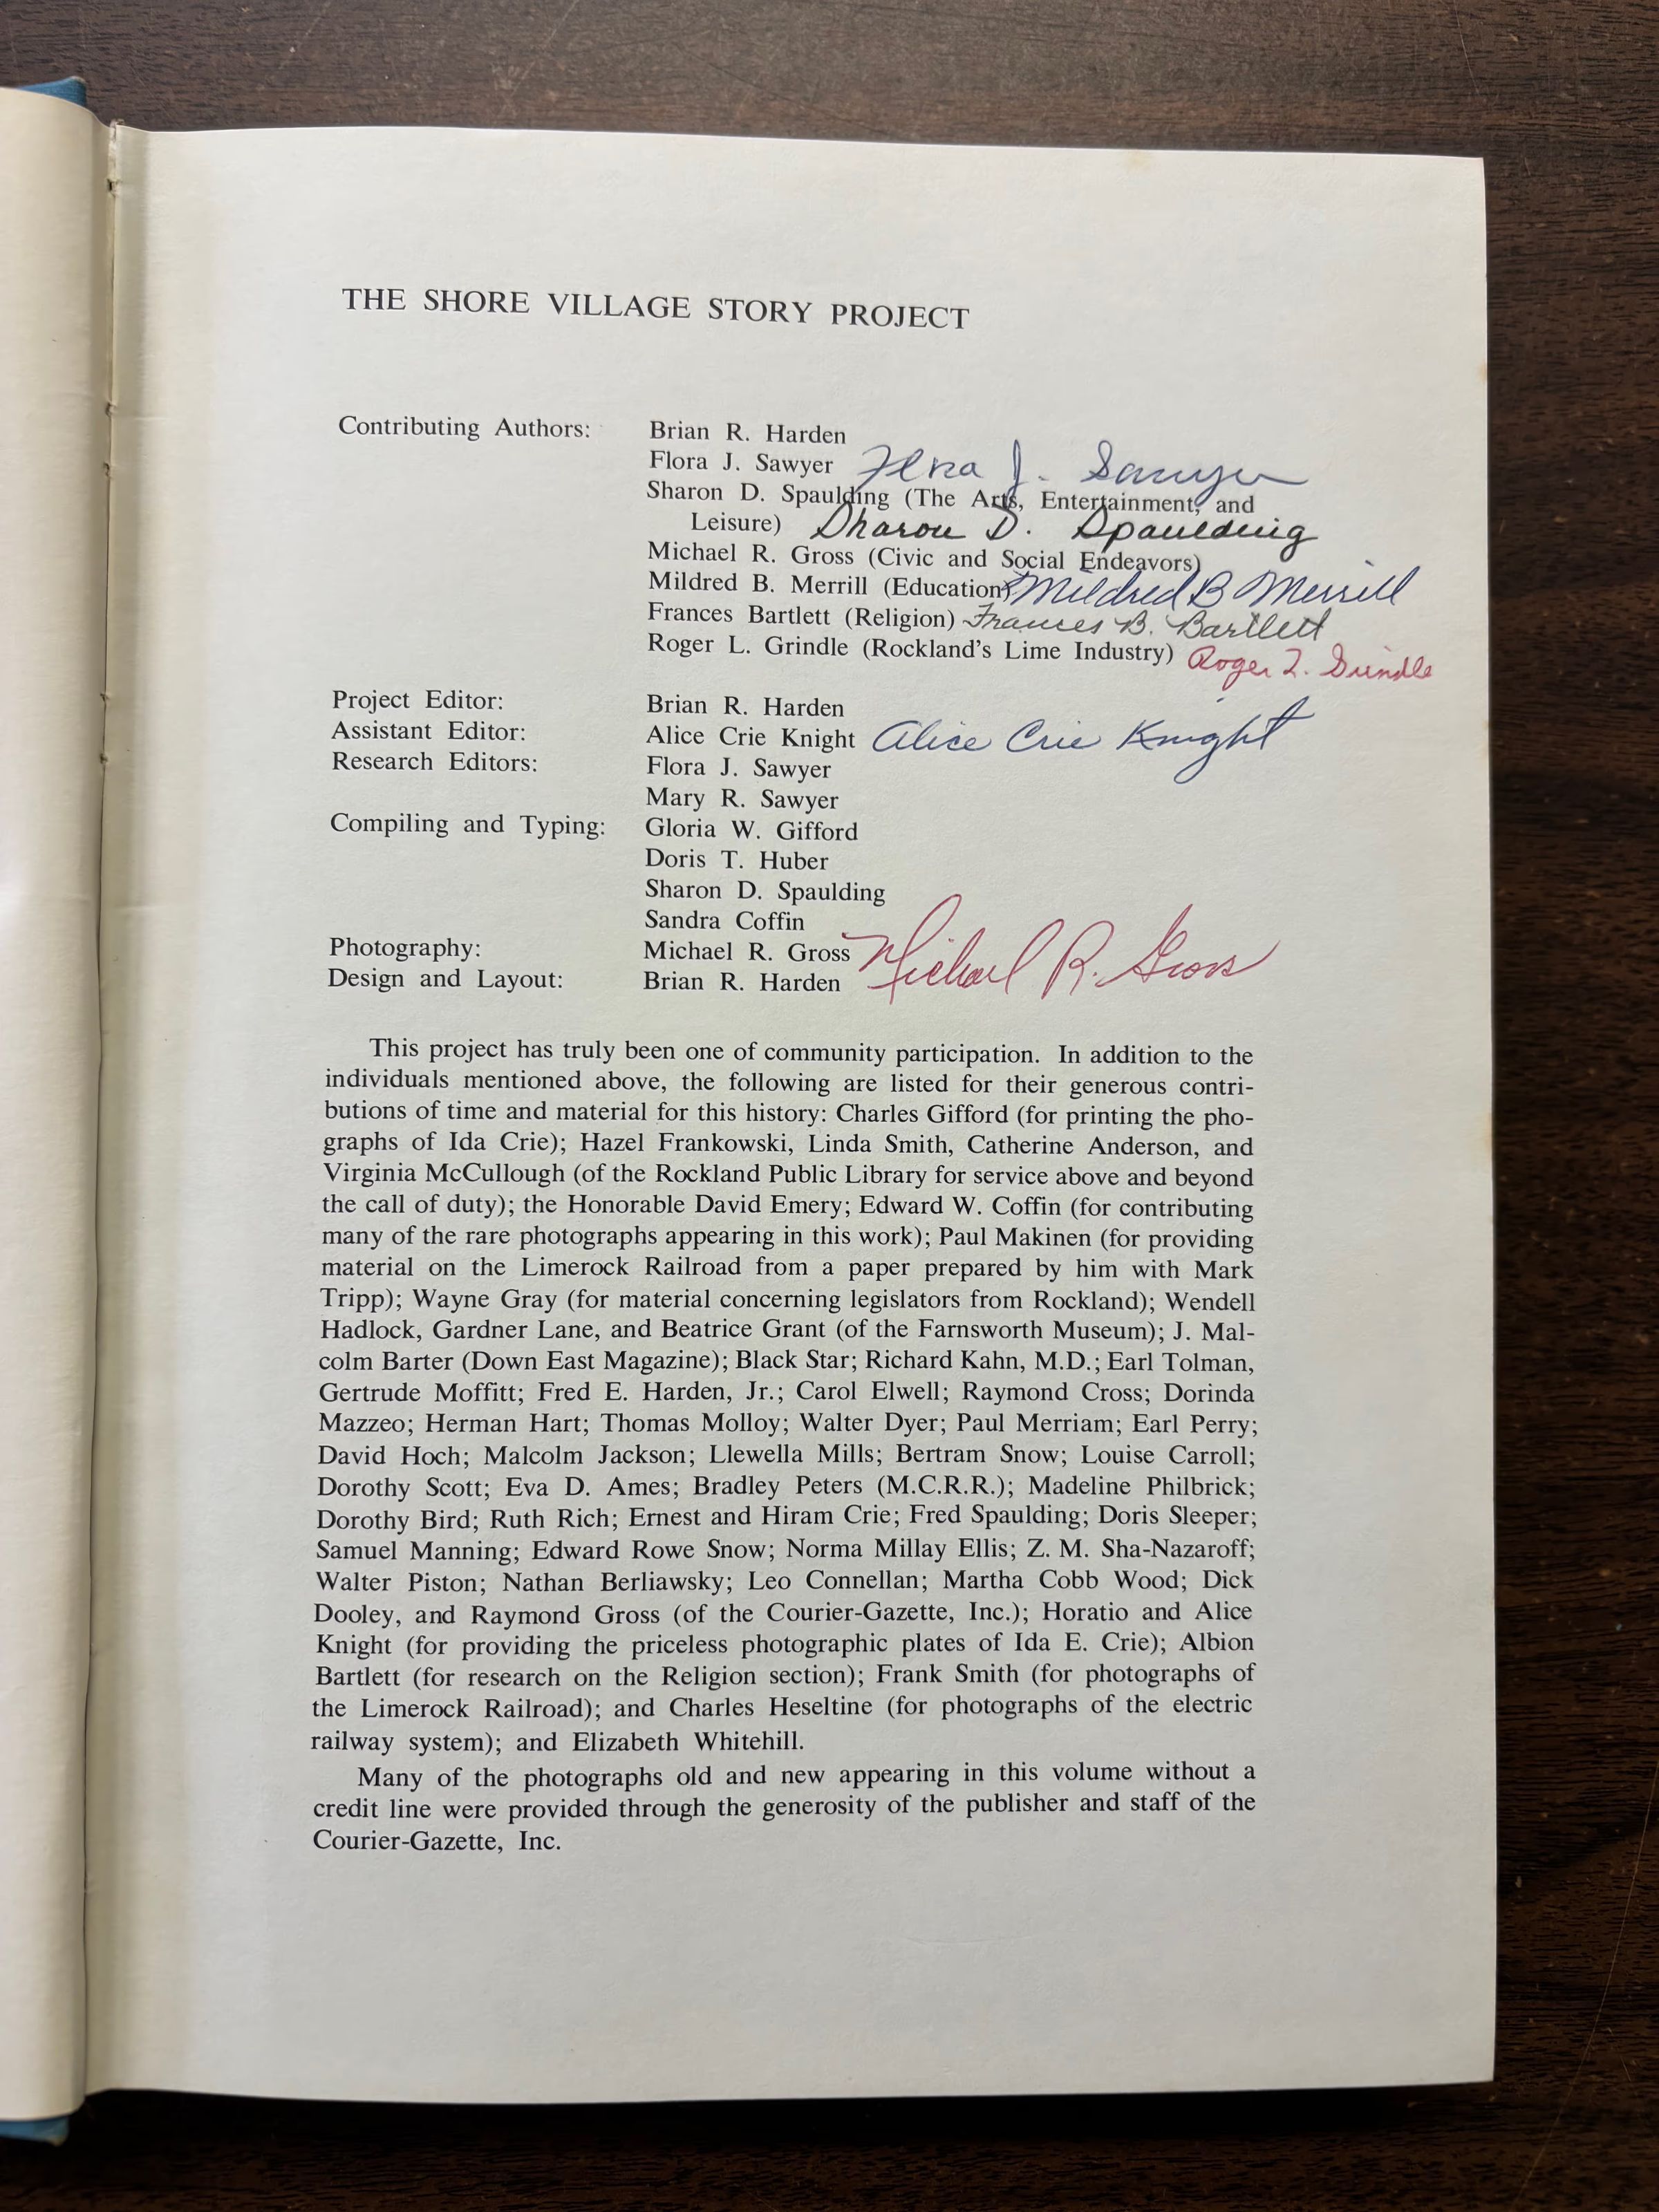 THE SHORE VILLAGE STORY PROJECT
Contributing Authors: Brian R. Harden
Flora J. Sawyer Flora J. Sawyer
Sharon D. Spaulding (The Arts, Entertainment, and
Leisure) Sharon D. Spaulding
Michael R. Gross (Civic and Social Endeavors)
Mildred B. Merrill (Education) Mildred B Merrill
Frances Bartlett (Religion) Frances B. Bartlett
Roger L. Grindle (Rockland's Lime Industry) Roger L. Grindle
Project Editor: Brian R. Harden
Assistant Editor: Alice Crie Knight Alice Crie Knight
Research Editors: Flora J. Sawyer
Mary R. Sawyer
Compiling and Typing: Gloria W. Gifford
Doris T. Huber
Sharon D. Spaulding
Sandra Coffin
Photography: Michael R. Gross Michael R. Gross
Design and Layout: Brian R. Harden
This project has truly been one of community participation. In addition to the
individuals mentioned above, the following are listed for their generous contri-
butions of time and material for this history: Charles Gifford (for printing the pho-
graphs of Ida Crie); Hazel Frankowski, Linda Smith, Catherine Anderson, and
Virginia McCullough (of the Rockland Public Library for service above and beyond
the call of duty); the Honorable David Emery; Edward W. Coffin (for contributing
many of the rare photographs appearing in this work); Paul Makinen (for providing
material on the Limerock Railroad from a paper prepared by him with Mark
Tripp); Wayne Gray (for material concerning legislators from Rockland); Wendell
Hadlock, Gardner Lane, and Beatrice Grant (of the Farnsworth Museum); J. Mal-
colm Barter (Down East Magazine); Black Star; Richard Kahn, M.D.; Earl Tolman,
Gertrude Moffitt; Fred E. Harden, Jr.; Carol Elwell; Raymond Cross; Dorinda
Mazzeo; Herman Hart; Thomas Molloy; Walter Dyer; Paul Merriam; Earl Perry;
David Hoch; Malcolm Jackson; Llewella Mills; Bertram Snow; Louise Carroll;
Dorothy Scott; Eva D. Ames; Bradley Peters (M.C.R.R.); Madeline Philbrick;
Dorothy Bird; Ruth Rich; Ernest and Hiram Crie; Fred Spaulding; Doris Sleeper;
Samuel Manning; Edward Rowe Snow; Norma Millay Ellis; Z. M. Sha-Nazaroff;
Walter Piston; Nathan Berliawsky; Leo Connellan; Martha Cobb Wood; Dick
Dooley, and Raymond Gross (of the Courier-Gazette, Inc.); Horatio and Alice
Knight (for providing the priceless photographic plates of Ida E. Crie); Albion
Bartlett (for research on the Religion section); Frank Smith (for photographs of
the Limerock Railroad); and Charles Heseltine (for photographs of the electric
railway system); and Elizabeth Whitehill.
Many of the photographs old and new appearing in this volume without a
credit line were provided through the generosity of the publisher and staff of the
Courier-Gazette, Inc.